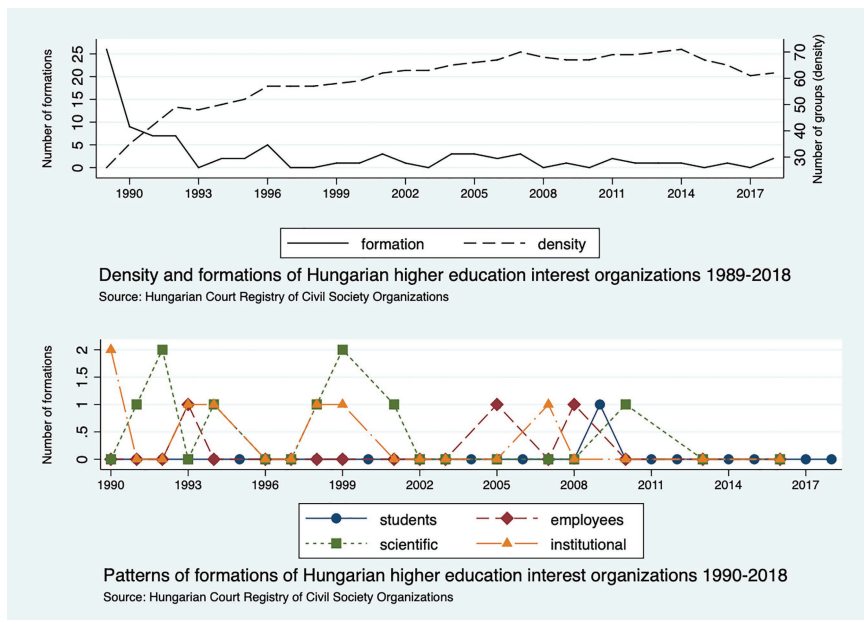 Number of formations
25
20
15
10
5
0
70
60
50
40
30
Number of groups (density)
1990 1993 1996 1999 2002 2005 2008 2011 2014 2017
formation density
Density and formations of Hungarian higher education interest organizations 1989-2018
Source: Hungarian Court Registry of Civil Society Organizations
Number of formations
2
1.5
1
.5
0
1990 1993 1996 1999 2002 2005 2008 2011 2014 2017
students employees
scientific institutional
Patterns of formations of Hungarian higher education interest organizations 1990-2018
Source: Hungarian Court Registry of Civil Society Organizations